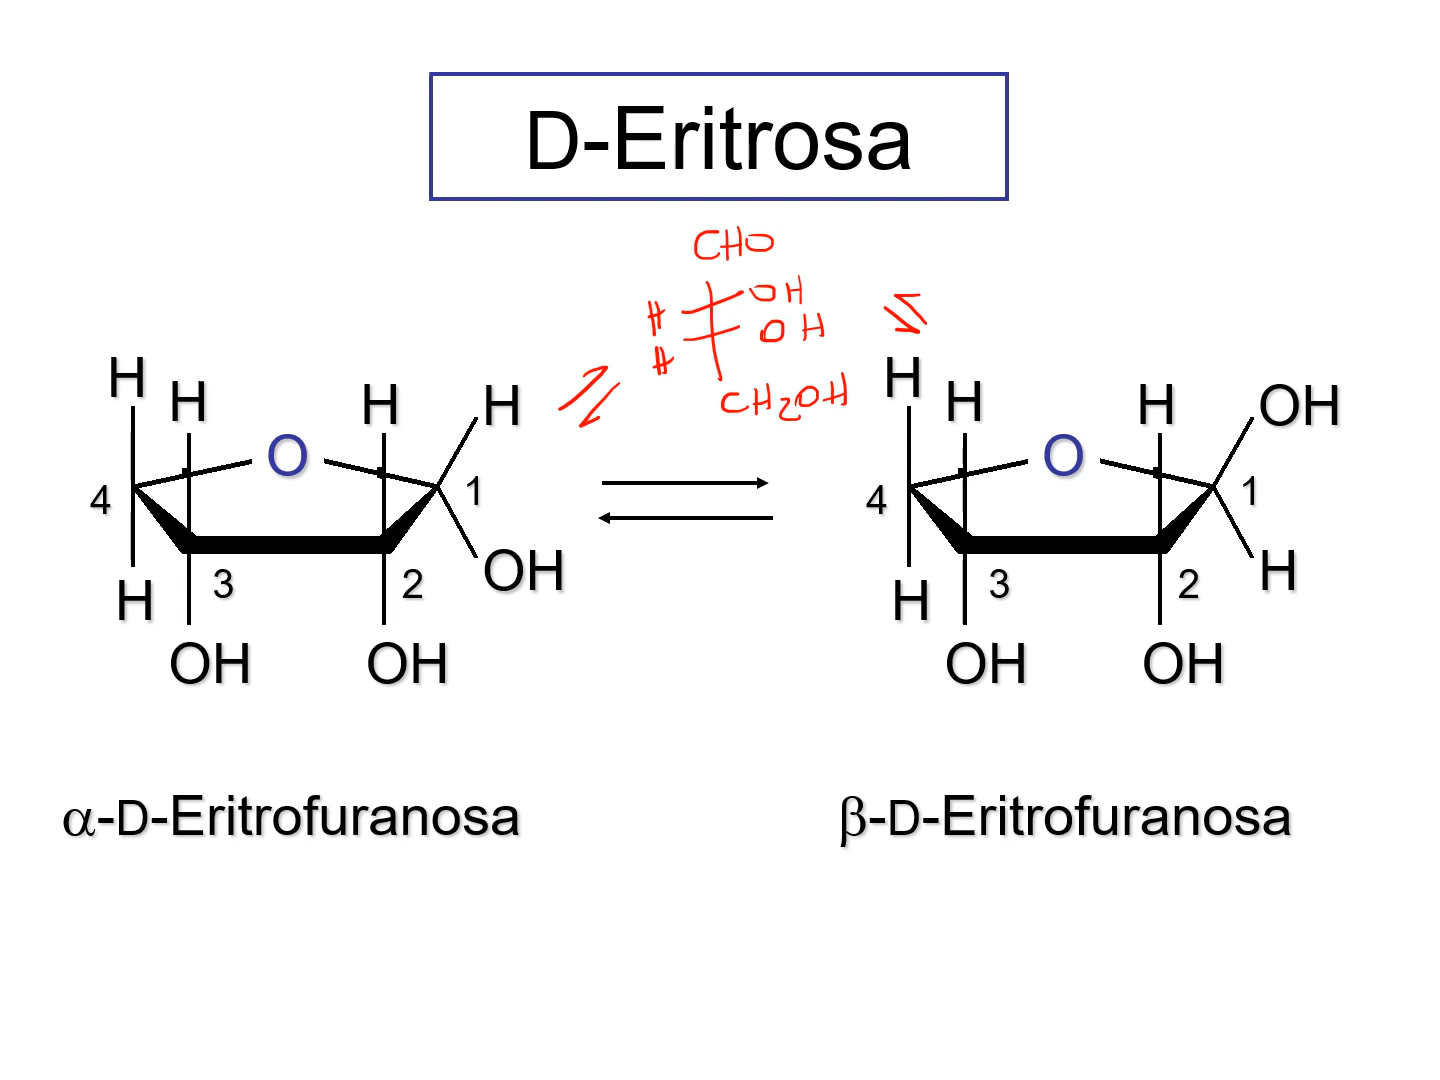 D-Eritrosa
CHO
H OH
H OH
CH2OH
H H H H
O
4 1
H 3 2 OH
OH OH
H H H OH
O
4 1
H 3 2 H
OH OH
α-D-Eritrofuranosa
β-D-Eritrofuranosa